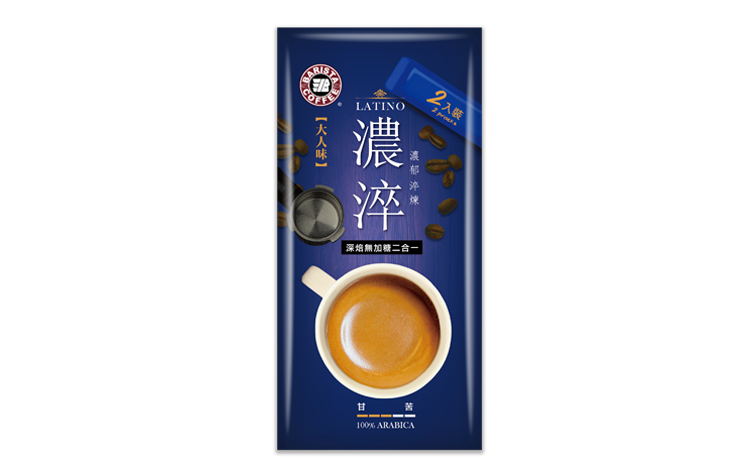 BARISTA
COFFEE
®
LATINO
2入裝
2 pieces
【大人味】
濃淬
濃郁 淬煉
深焙無加糖二合一
甘 苦
100% ARABICA